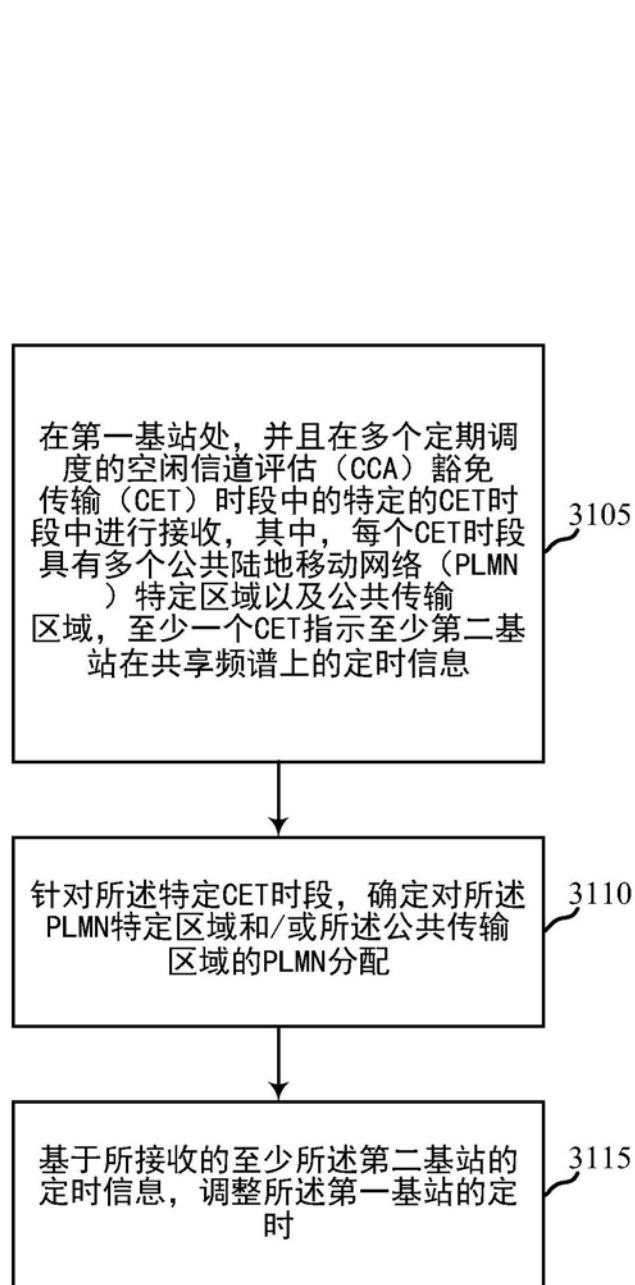 在第一基站处，并且在多个定期调
度的空闲信道评估（CCA）豁免
传输（CET）时段中的特定的CET时
段中进行接收，其中，每个CET时段
具有多个公共陆地移动网络（PLMN
）特定区域以及公共传输
区域，至少一个CET指示至少第二基
站在共享频谱上的定时信息
3105
针对所述特定CET时段，确定对所述
PLMN特定区域和/或所述公共传输
区域的PLMN分配
3110
基于所接收的至少所述第二基站的
定时信息，调整所述第一基站的定
时
3115